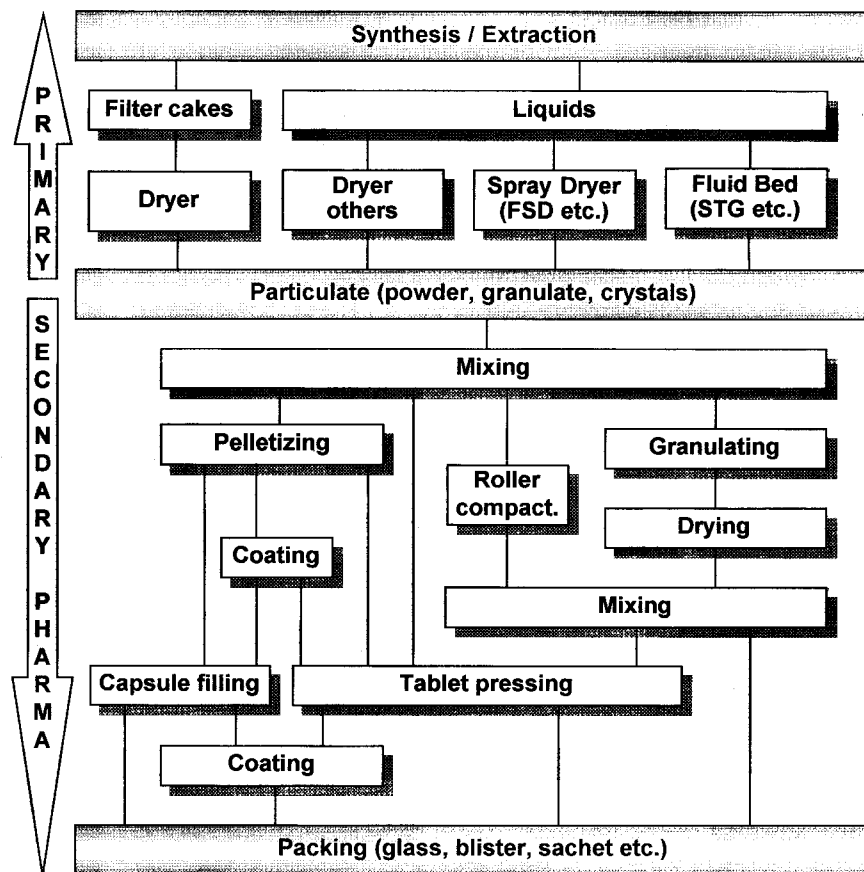 Synthesis / Extraction
PRIMARY
Filter cakes
Liquids
Dryer
Dryer
others
Spray Dryer
(FSD etc.)
Fluid Bed
(STG etc.)
Particulate (powder, granulate, crystals)
SECONDARY PHARMA
Mixing
Pelletizing
Granulating
Roller
compact.
Drying
Coating
Mixing
Capsule filling
Tablet pressing
Coating
Packing (glass, blister, sachet etc.)